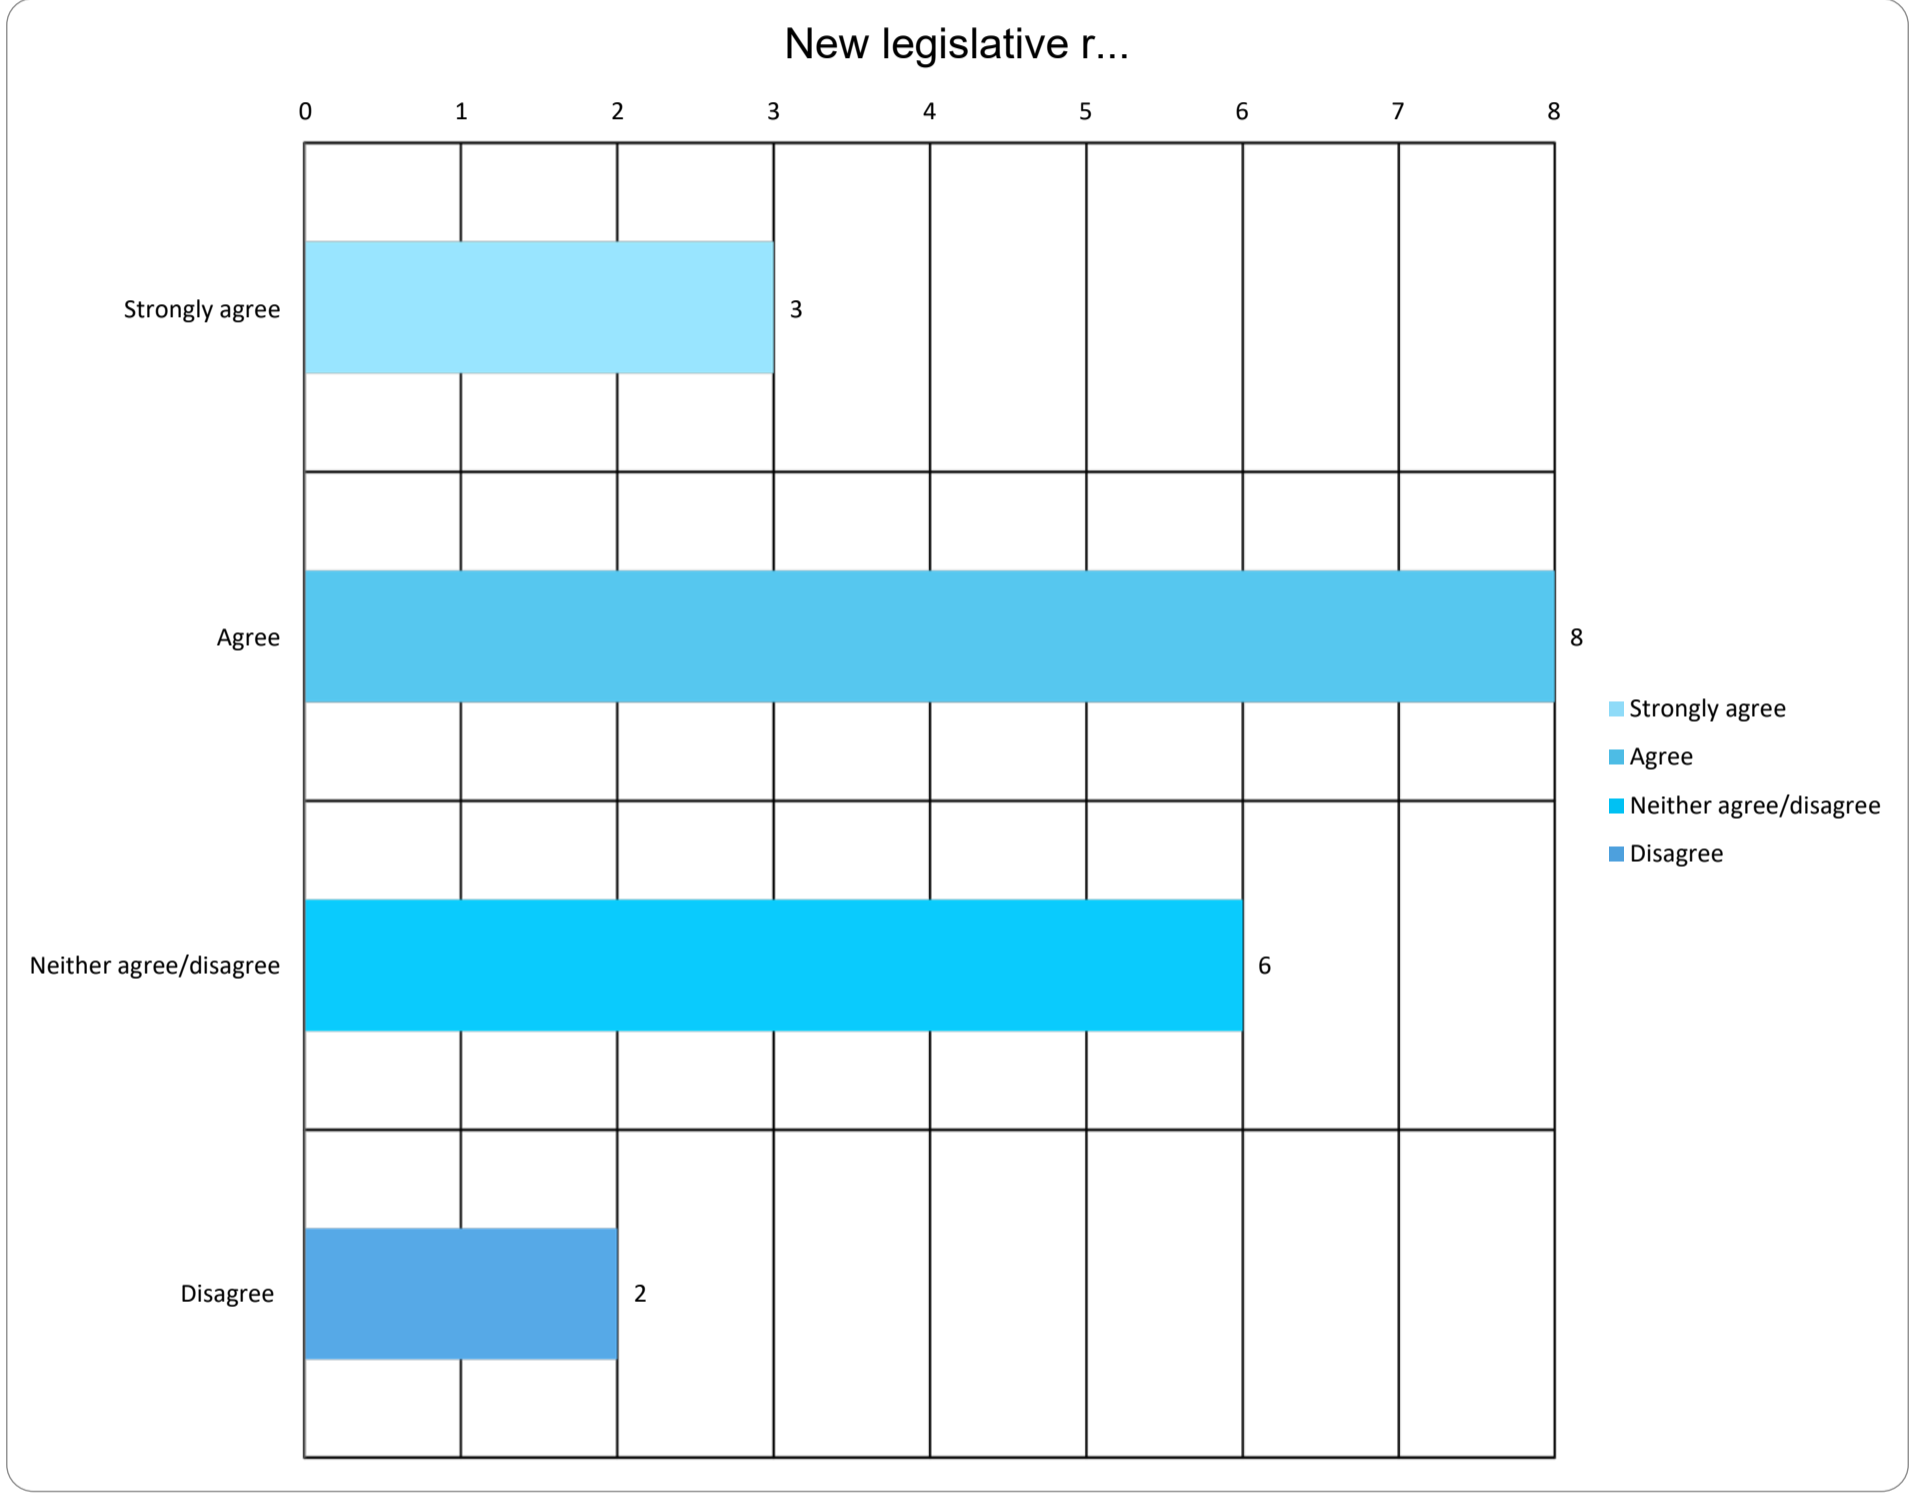 New legislative r...
0 1 2 3 4 5 6 7 8
Strongly agree
3
Agree
8
Neither agree/disagree
6
Disagree
2
Strongly agree
Agree
Neither agree/disagree
Disagree